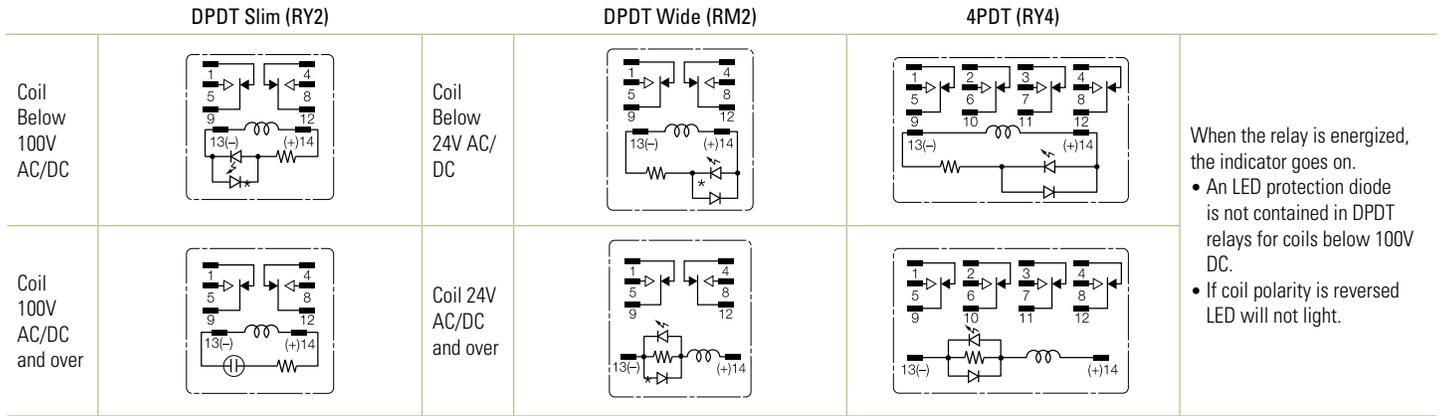 DPDT Slim (RY2)
DPDT Wide (RM2)
4PDT (RY4)
Coil
Below
100V
AC/DC
1
4
5
8
9
12
13(–)
(+)14
*
Coil
Below
24V AC/
DC
1
4
5
8
9
12
13(–)
(+)14
*
1
2
3
4
5
6
7
8
9
10
11
12
13(–)
(+)14
When the relay is energized,
the indicator goes on.
• An LED protection diode
is not contained in DPDT
relays for coils below 100V
DC.
• If coil polarity is reversed
LED will not light.
Coil
100V
AC/DC
and over
1
4
5
8
9
12
13(–)
(+)14
Coil 24V
AC/DC
and over
1
4
5
8
9
12
13(–)
(+)14
*
1
2
3
4
5
6
7
8
9
10
11
12
13(–)
(+)14